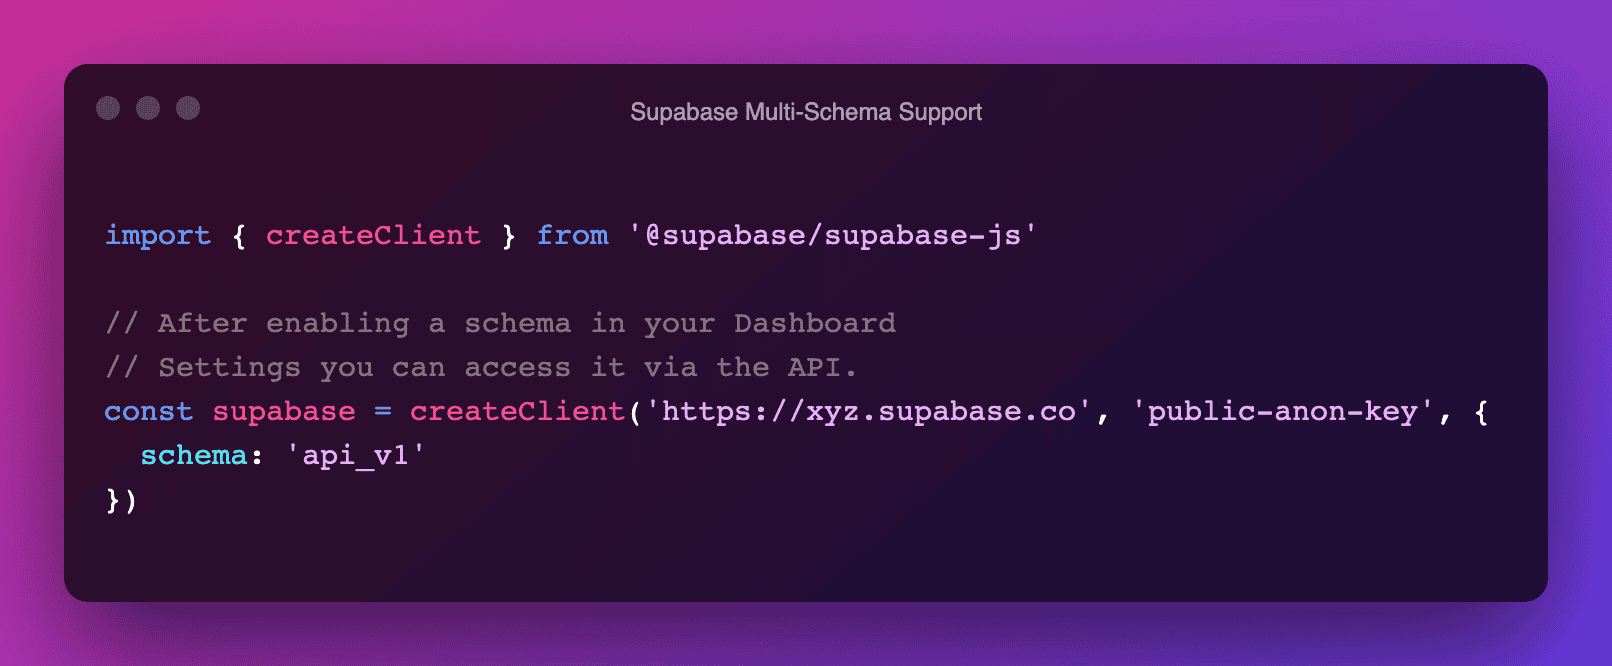 Supabase Multi-Schema Support
import { createClient } from '@supabase/supabase-js'
// After enabling a schema in your Dashboard
// Settings you can access it via the API.
const supabase = createClient('https://xyz.supabase.co', 'public-anon-key', {
  schema: 'api_v1'
})